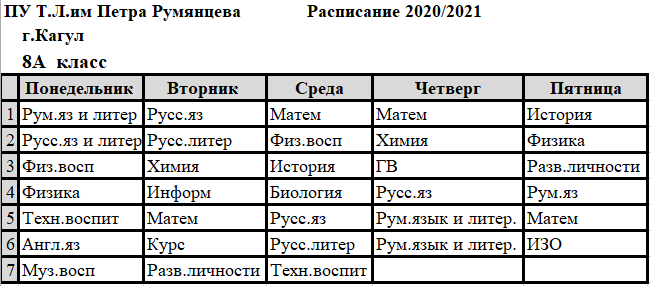 ПУ Т.Л.им Петра Румянцева Расписание 2020/2021
г.Кагул
8А класс
Понедельник Вторник Среда Четверг Пятница
1 Рум.яз и литер Русс.яз Матем Матем История
2 Русс.яз и литер Русс.литер Физ.восп Химия Физика
3 Физ.восп Химия История ГВ Разв.личности
4 Физика Информ Биология Русс.яз Рум.яз
5 Техн.воспит Матем Русс.яз Рум.язык и литер. Матем
6 Англ.яз Курс Русс.литер Рум.язык и литер. ИЗО
7 Муз.восп Разв.личности Техн.воспит